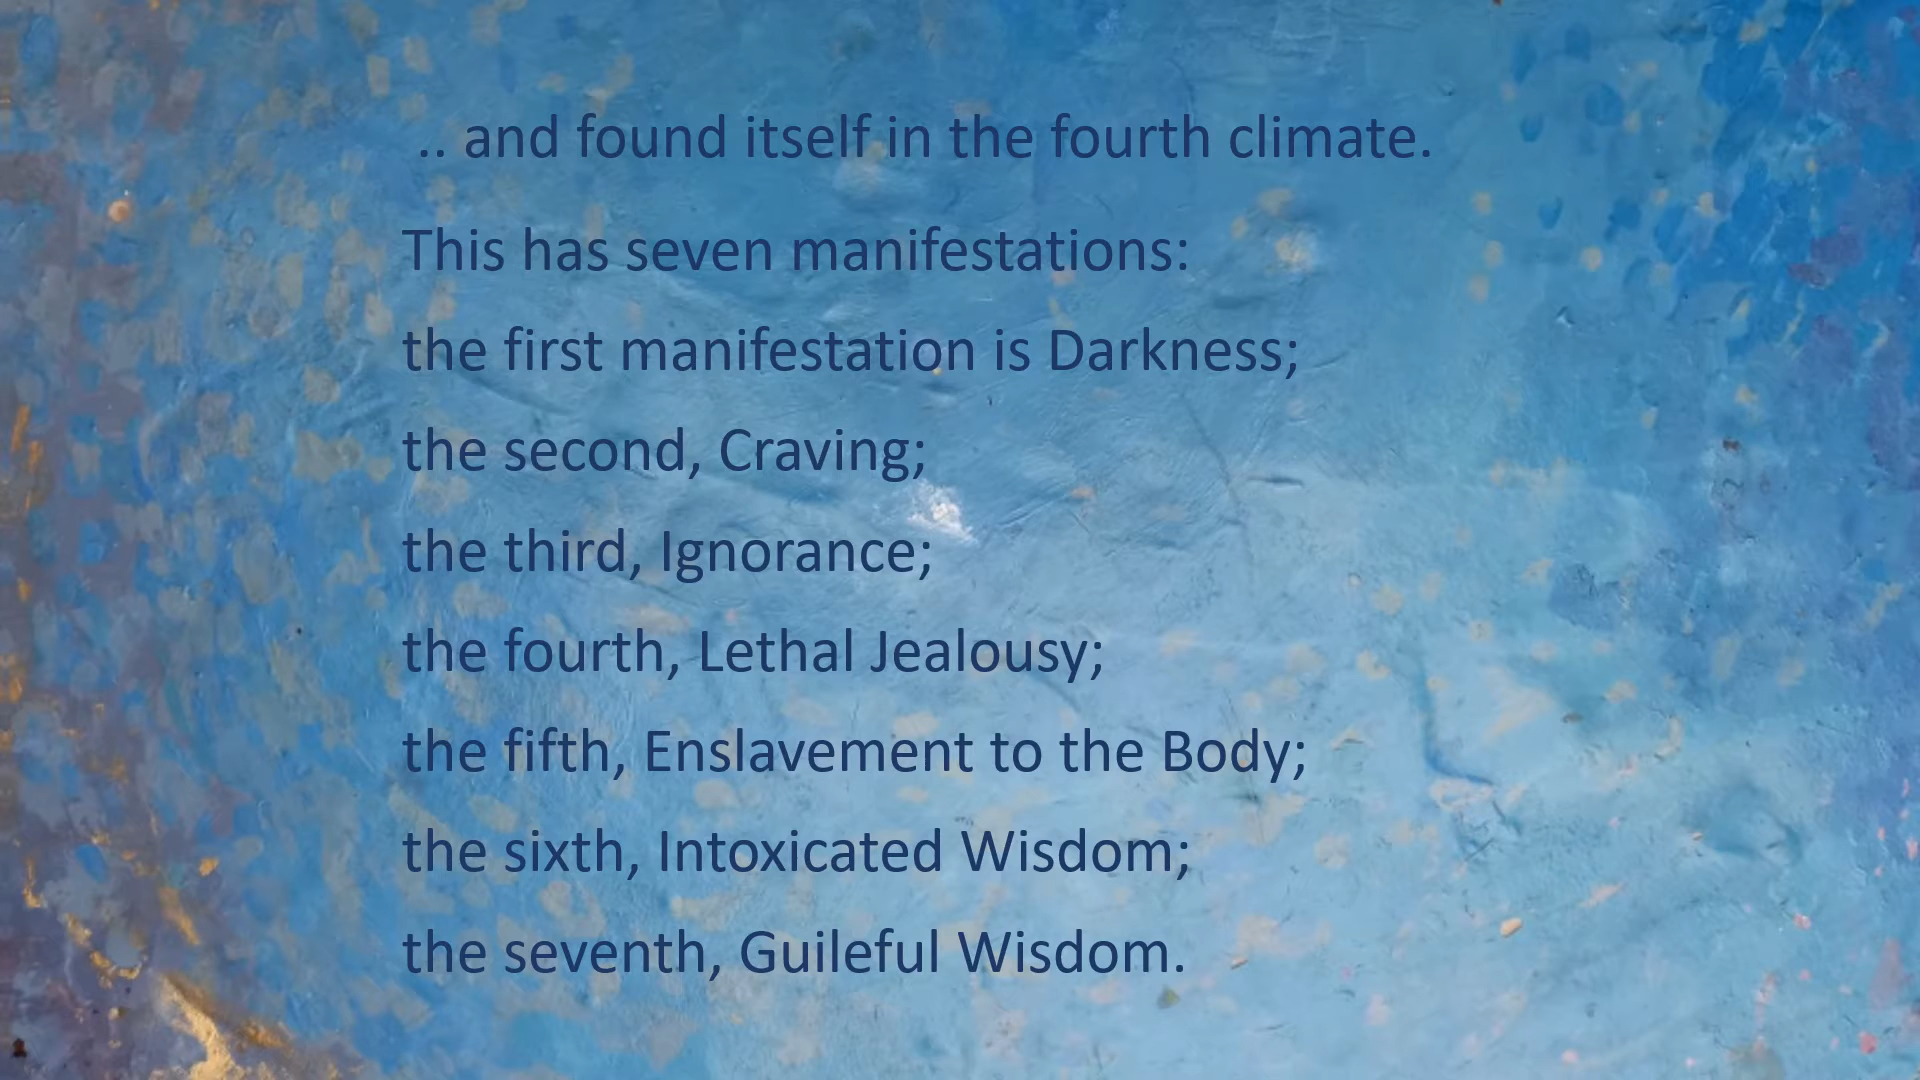 .. and found itself in the fourth climate.
This has seven manifestations:
the first manifestation is Darkness;
the second, Craving;
the third, Ignorance;
the fourth, Lethal Jealousy;
the fifth, Enslavement to the Body;
the sixth, Intoxicated Wisdom;
the seventh, Guileful Wisdom.